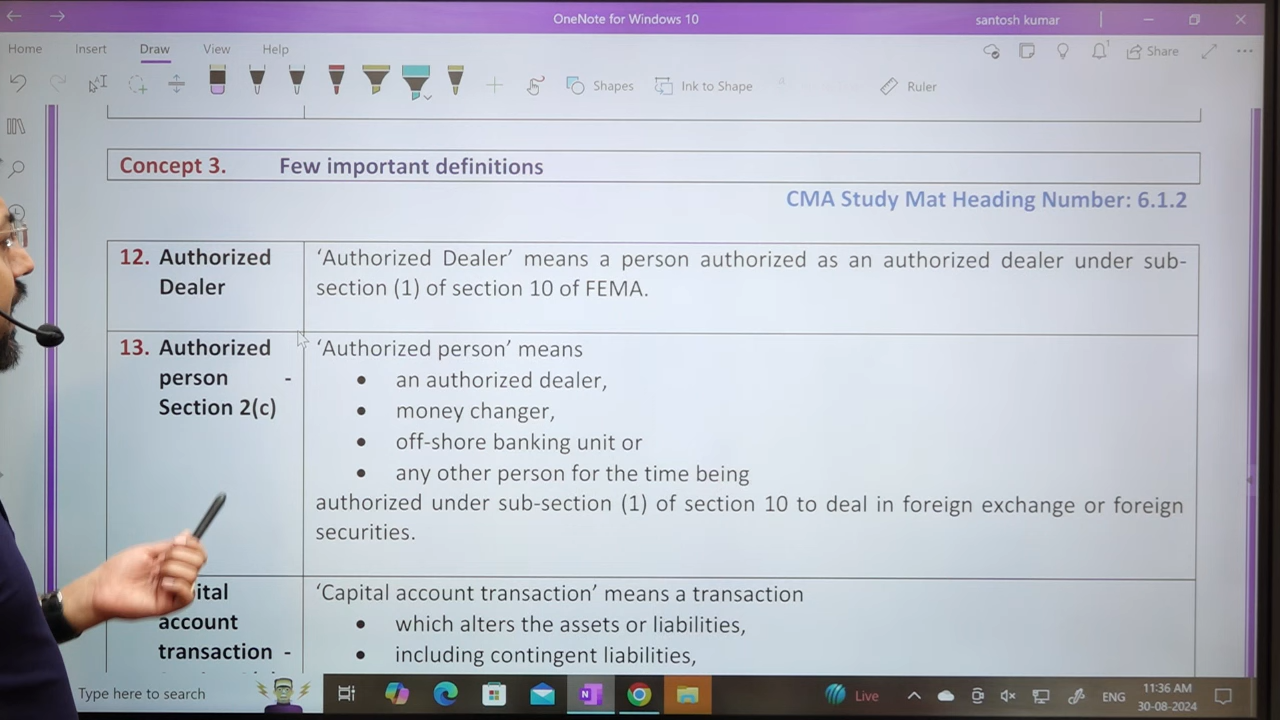 OneNote for Windows 10
santosh kumar
Home Insert Draw View Help
Share
Shapes
Ink to Shape
Ruler
Concept 3. Few important definitions
CMA Study Mat Heading Number: 6.1.2
12. Authorized
Dealer
‘Authorized Dealer’ means a person authorized as an authorized dealer under sub-
section (1) of section 10 of FEMA.
13. Authorized
person -
Section 2(c)
‘Authorized person’ means
• an authorized dealer,
• money changer,
• off-shore banking unit or
• any other person for the time being
authorized under sub-section (1) of section 10 to deal in foreign exchange or foreign
securities.
ital
account
transaction -
‘Capital account transaction’ means a transaction
• which alters the assets or liabilities,
• including contingent liabilities,
Type here to search
Live
ENG
11:36 AM
30-08-2024